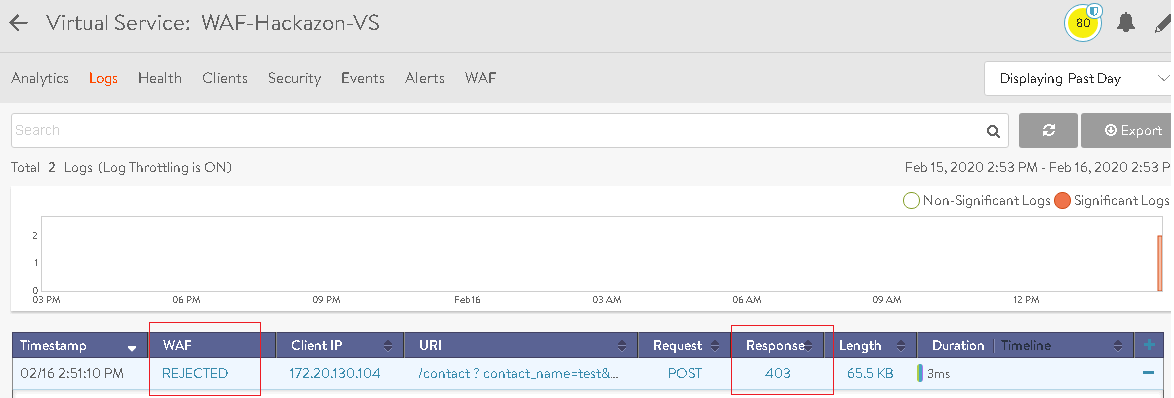 Virtual Service: WAF-Hackazon-VS
80
Analytics Logs Health Clients Security Events Alerts WAF
Displaying Past Day
Search
Export
Total 2 Logs (Log Throttling is ON)
Feb 15, 2020 2:53 PM - Feb 16, 2020 2:53 P
Non-Significant Logs Significant Logs
2
1
0
03 PM 06 PM 09 PM Feb16 03 AM 06 AM 09 AM 12 PM
Timestamp WAF Client IP URI Request Response Length Duration Timeline +
02/16 2:51:10 PM REJECTED 172.20.130.104 /contact ? contact_name=test&... POST 403 65.5 KB 3ms −